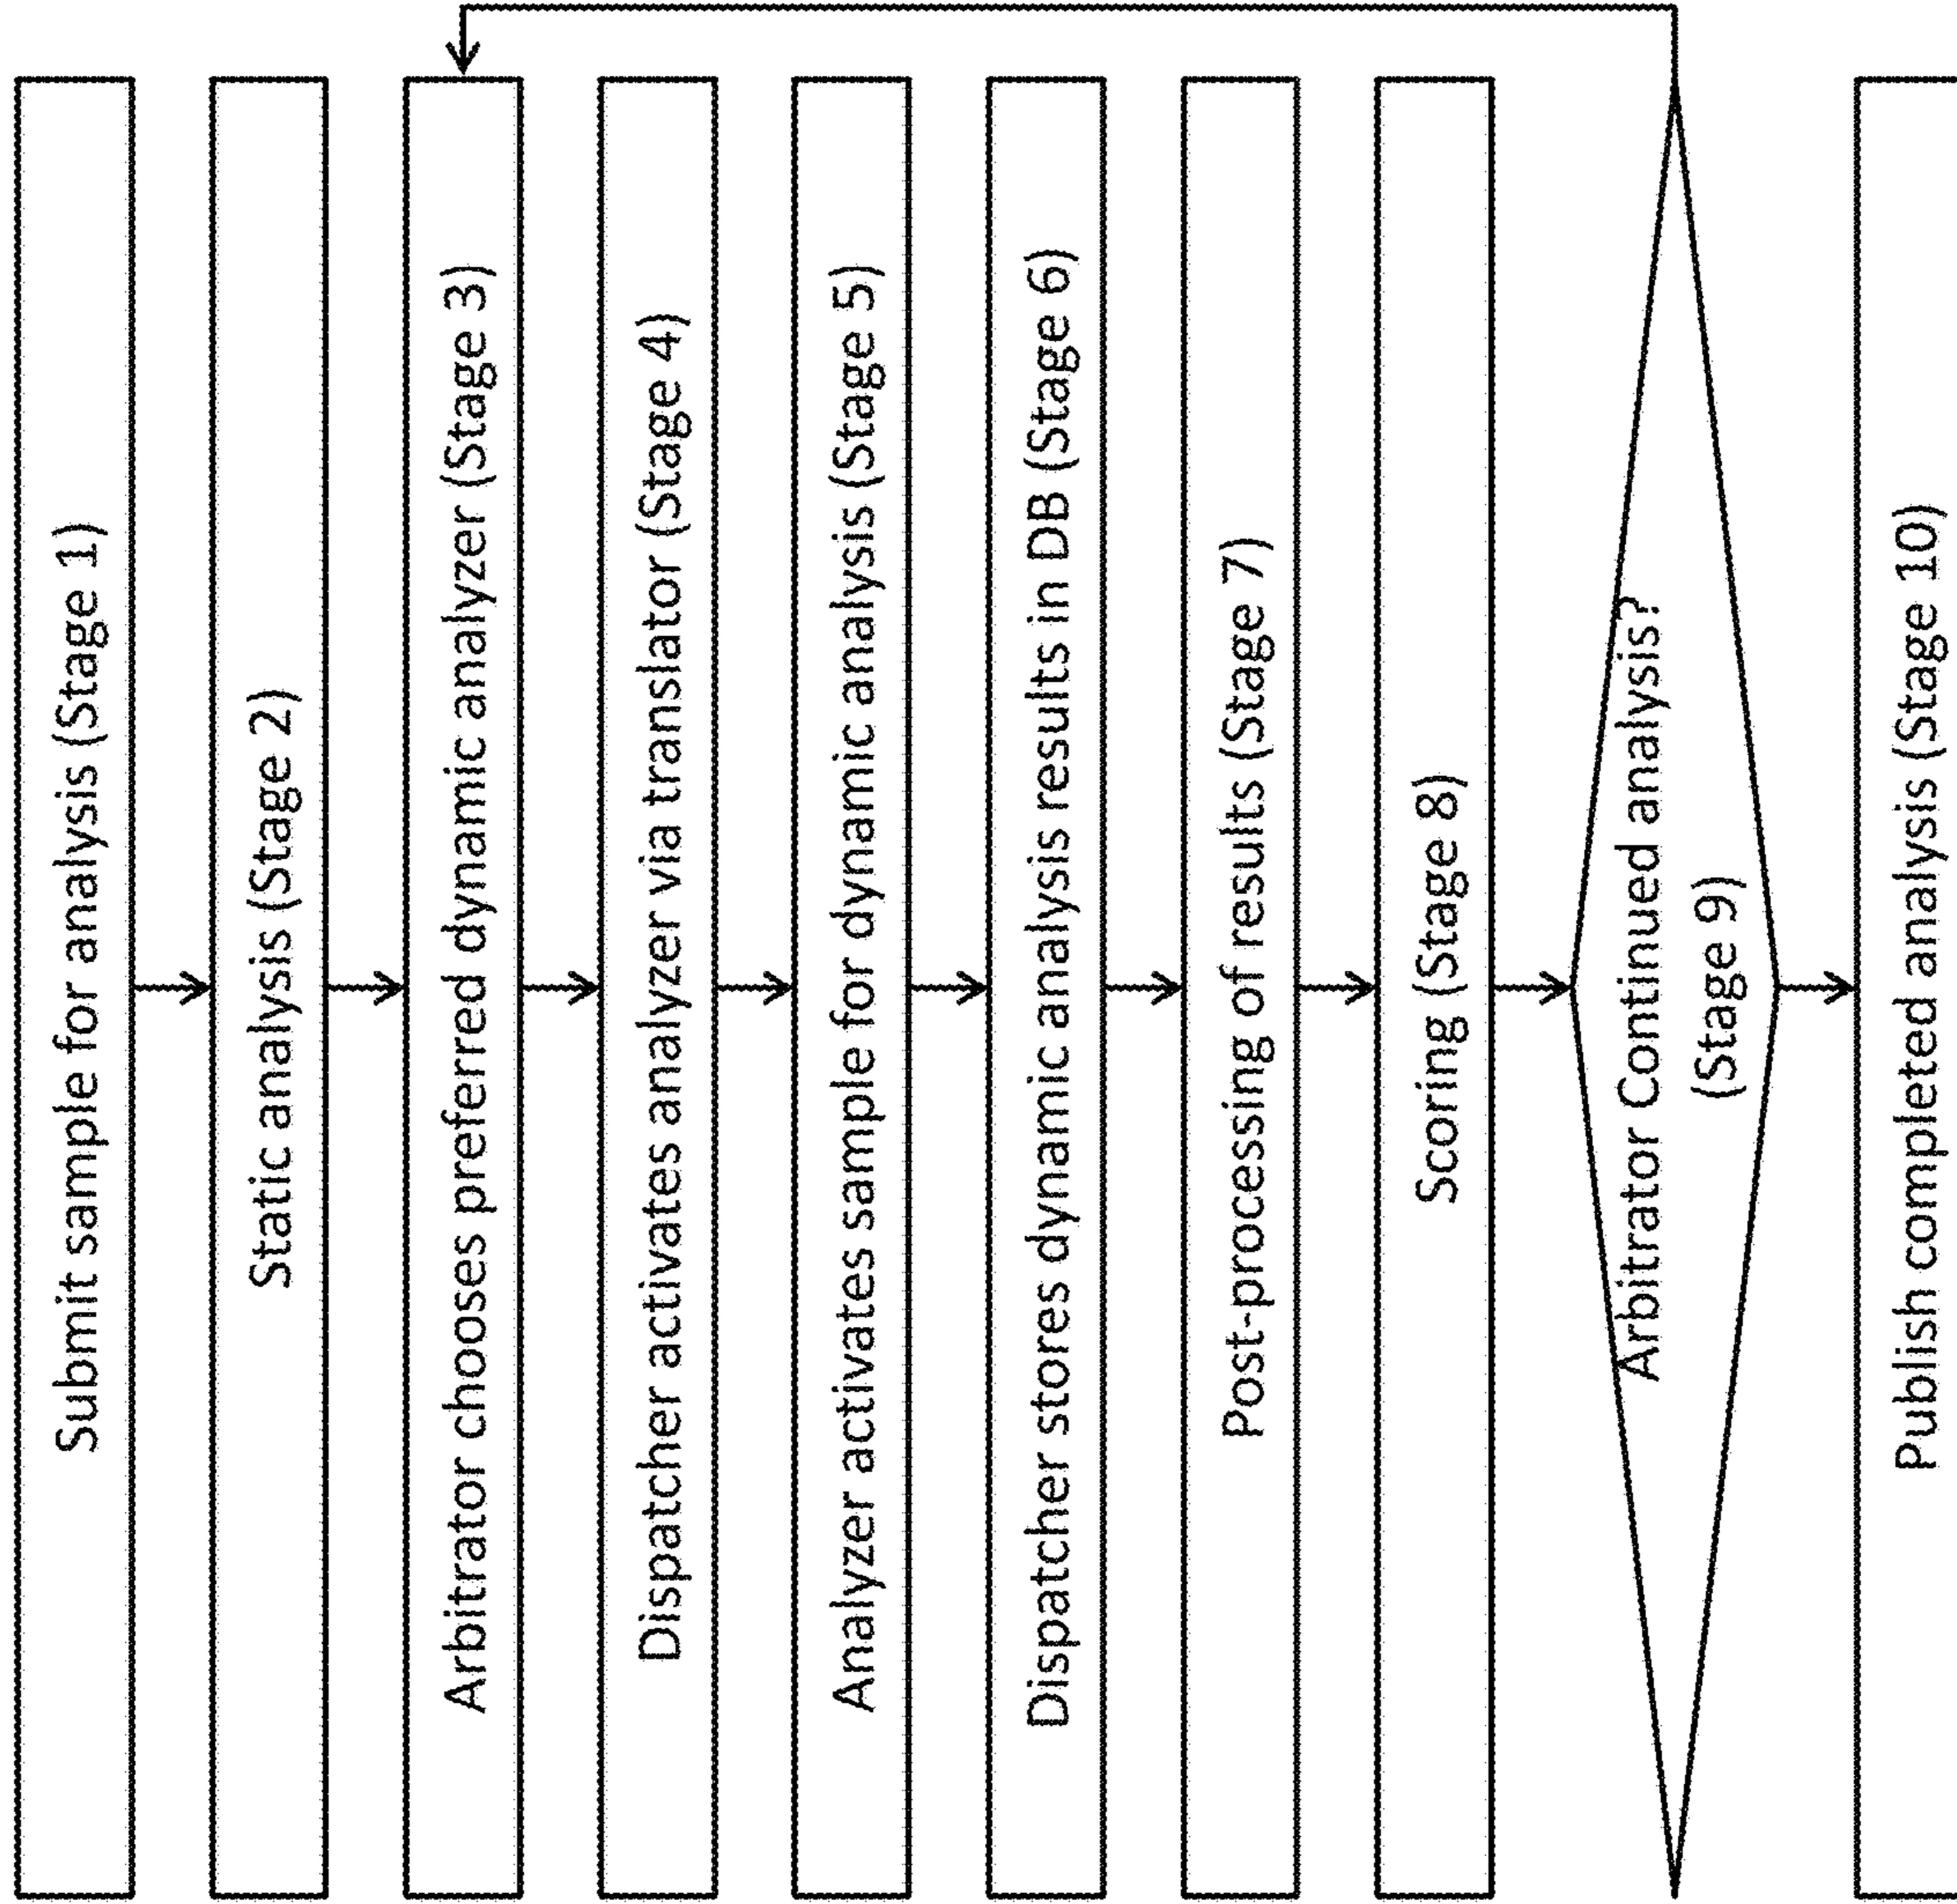 Submit sample for analysis (Stage 1)
Static analysis (Stage 2)
Arbitrator chooses preferred dynamic analyzer (Stage 3)
Dispatcher activates analyzer via translator (Stage 4)
Analyzer activates sample for dynamic analysis (Stage 5)
Dispatcher stores dynamic analysis results in DB (Stage 6)
Post-processing of results (Stage 7)
Scoring (Stage 8)
Arbitrator Continued analysis?
(Stage 9)
Publish completed analysis (Stage 10)